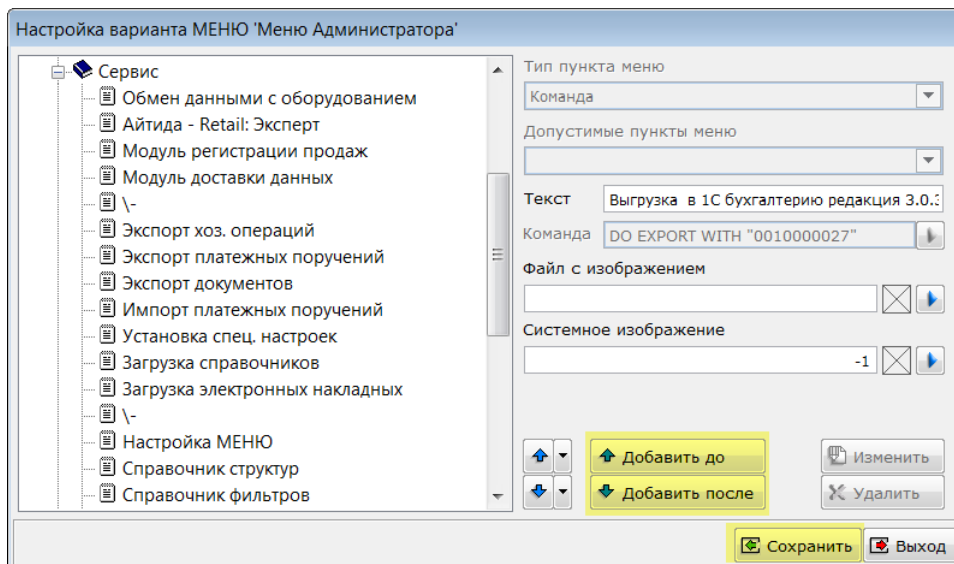 Настройка варианта МЕНЮ 'Меню Администратора'
Сервис
Обмен данными с оборудованием
Айтида - Retail: Эксперт
Модуль регистрации продаж
Модуль доставки данных
\-
Экспорт хоз. операций
Экспорт платежных поручений
Экспорт документов
Импорт платежных поручений
Установка спец. настроек
Загрузка справочников
Загрузка электронных накладных
\-
Настройка МЕНЮ
Справочник структур
Справочник фильтров
Тип пункта меню
Команда
Допустимые пункты меню
Текст Выгрузка в 1С бухгалтерию редакция 3.0.3
Команда DO EXPORT WITH "0010000027"
Файл с изображением
Системное изображение
-1
Добавить до Изменить
Добавить после Удалить
Сохранить Выход